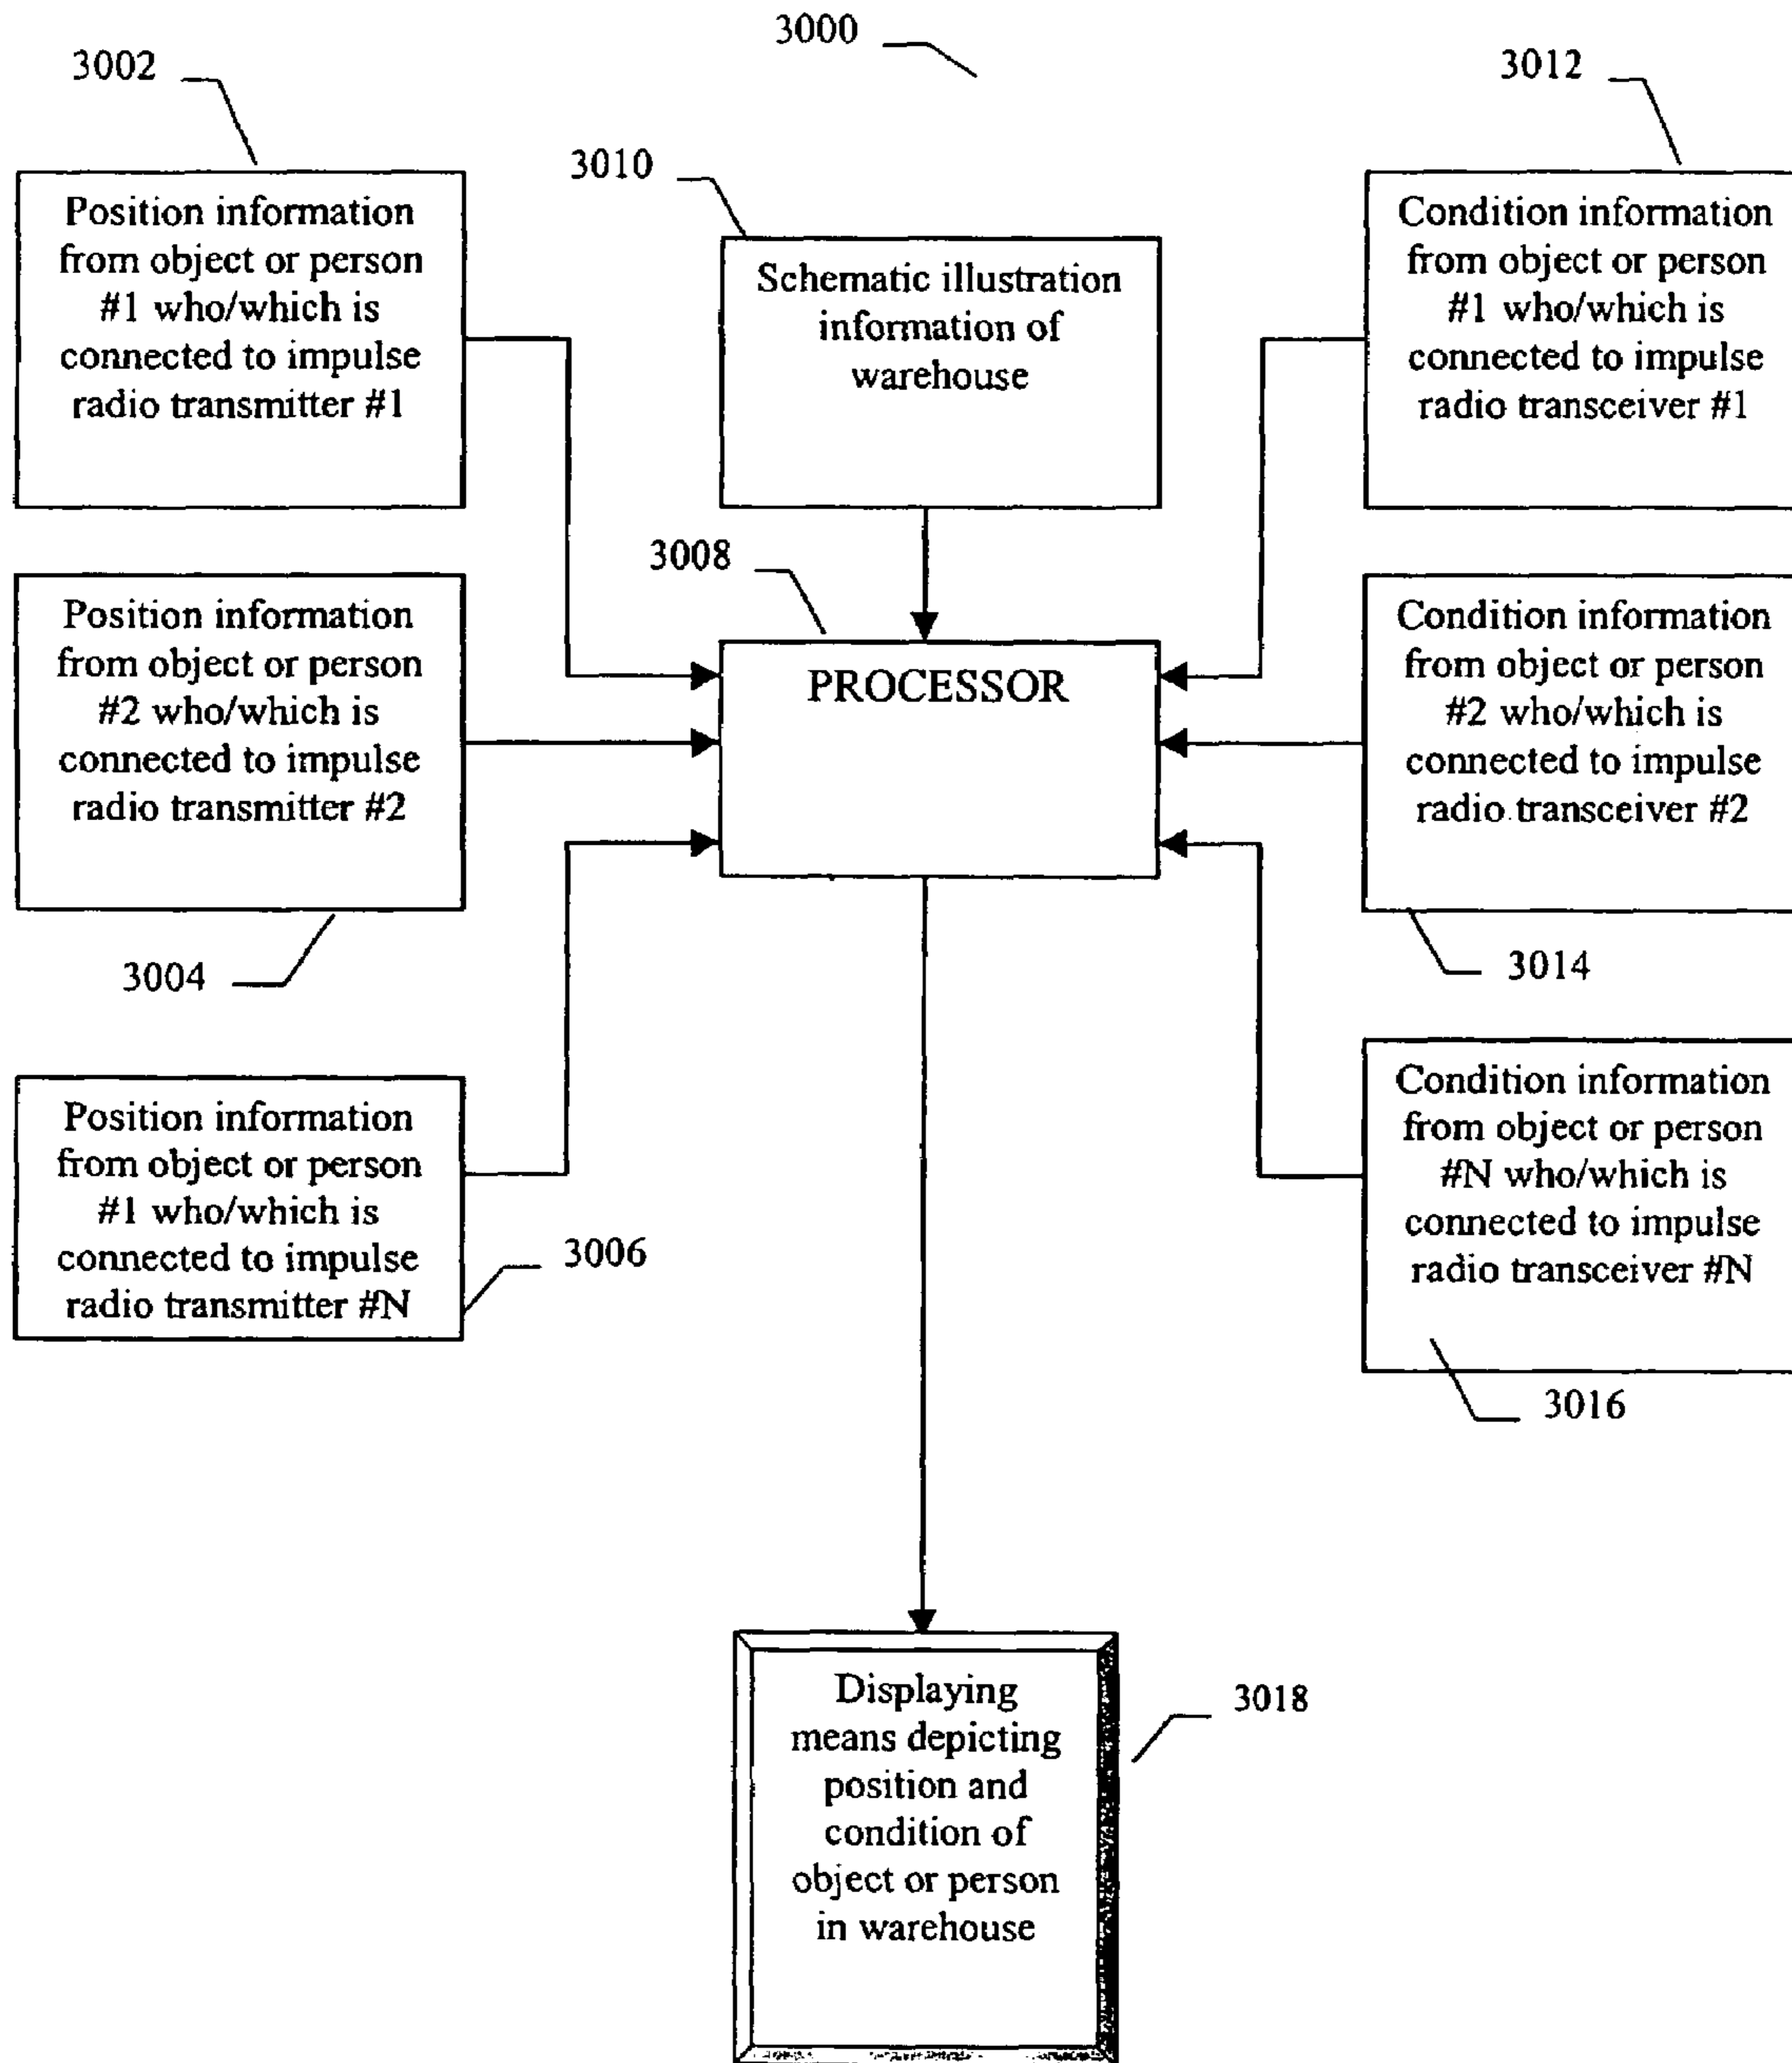 3000
3002
3012
3010
Position information
from object or person
#1 who/which is
connected to impulse
radio transmitter #1
Schematic illustration
information of
warehouse
Condition information
from object or person
#1 who/which is
connected to impulse
radio transceiver #1
3008
Position information
from object or person
#2 who/which is
connected to impulse
radio transmitter #2
PROCESSOR
Condition information
from object or person
#2 who/which is
connected to impulse
radio transceiver #2
3004
3014
Position information
from object or person
#1 who/which is
connected to impulse
radio transmitter #N
3006
Condition information
from object or person
#N who/which is
connected to impulse
radio transceiver #N
3016
Displaying
means depicting
position and
condition of
object or person
in warehouse
3018